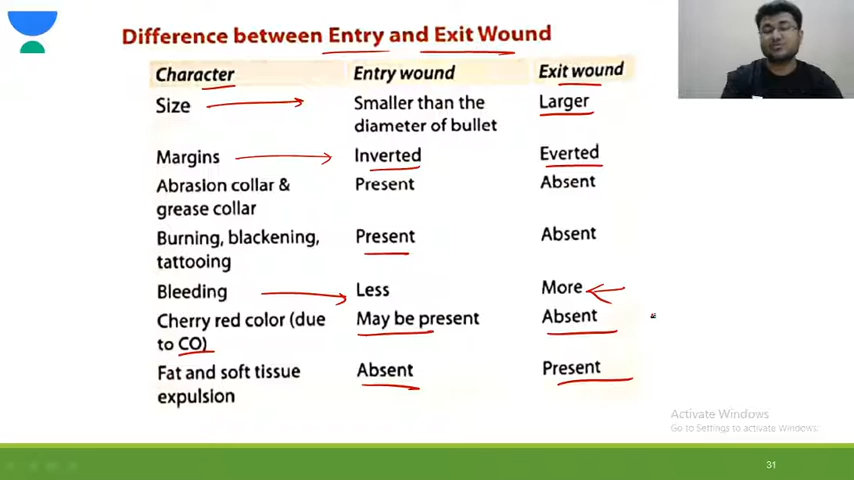 Difference between Entry and Exit Wound
Character Entry wound Exit wound
Size Smaller than the Larger
diameter of bullet
Margins Inverted Everted
Abrasion collar & Present Absent
grease collar
Burning, blackening, Present Absent
tattooing
Bleeding Less More
Cherry red color (due May be present Absent
to CO)
Fat and soft tissue Absent Present
expulsion
Activate Windows
Go to Settings to activate Windows.
31